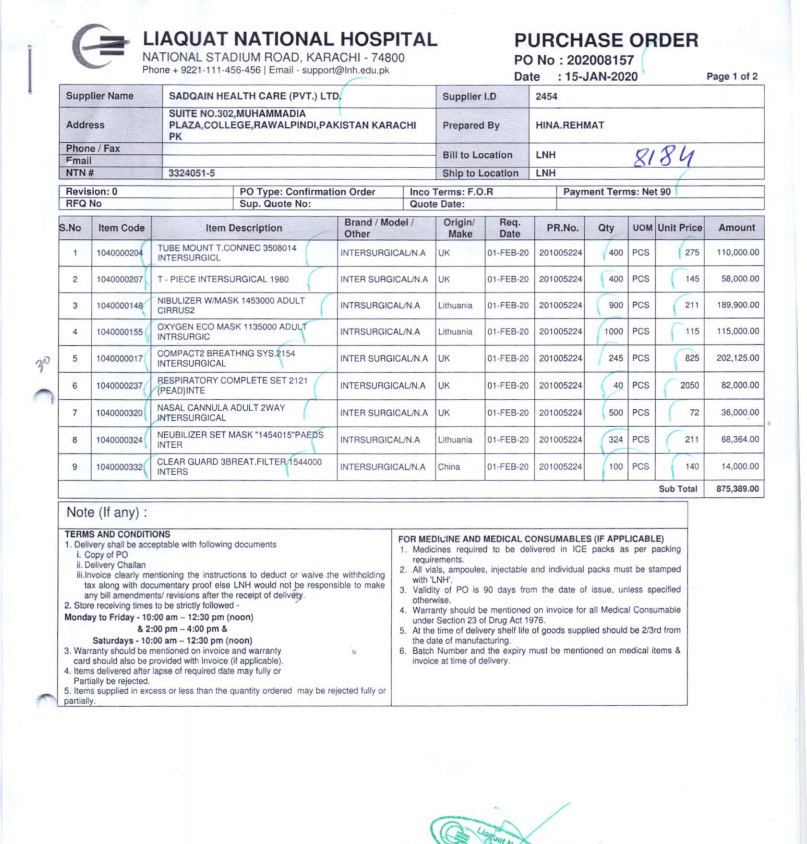 LIAQUAT NATIONAL HOSPITAL
NATIONAL STADIUM ROAD, KARACHI - 74800
Phone + 9221-111-456-456 | Email - support@lnh.edu.pk
PURCHASE ORDER
PO No : 202008157
Date : 15-JAN-2020 Page 1 of 2
Supplier Name SADQAIN HEALTH CARE (PVT.) LTD. Supplier I.D 2454
Address SUITE NO.302,MUHAMMADIA PLAZA,COLLEGE,RAWALPINDI,PAKISTAN KARACHI PK Prepared By HINA.REHMAT
Phone / Fax
Email
Bill to Location LNH 8184
NTN # 3324051-5 Ship to Location LNH
Revision: 0 PO Type: Confirmation Order Inco Terms: F.O.R Payment Terms: Net 90
RFQ No Sup. Quote No: Quote Date:
S.No Item Code Item Description Brand / Model / Other Origin/ Make Req. Date PR.No. Qty UOM Unit Price Amount
1 1040000204 TUBE MOUNT T.CONNEC 3508014 INTERSURGICL INTERSURGICAL/N.A UK 01-FEB-20 201005224 400 PCS 275 110,000.00
2 1040000207 T - PIECE INTERSURGICAL 1980 INTER SURGICAL/N.A UK 01-FEB-20 201005224 400 PCS 145 58,000.00
3 1040000148 NIBULIZER W/MASK 1453000 ADULT CIRRUS2 INTRSURGICAL/N.A Lithuania 01-FEB-20 201005224 900 PCS 211 189,900.00
4 1040000155 OXYGEN ECO MASK 1135000 ADULT INTRSURGIC INTRSURGICAL/N.A Lithuania 01-FEB-20 201005224 1000 PCS 115 115,000.00
30
5 1040000017 COMPACT2 BREATHNG SYS.2154 INTERSURGICAL INTER SURGICAL/N.A UK 01-FEB-20 201005224 245 PCS 825 202,125.00
6 1040000237 RESPIRATORY COMPLETE SET 2121 (PEAD)INTE INTERSURGICAL/N.A UK 01-FEB-20 201005224 40 PCS 2050 82,000.00
7 1040000320 NASAL CANNULA ADULT 2WAY INTERSURGICAL INTER SURGICAL/N.A UK 01-FEB-20 201005224 500 PCS 72 36,000.00
8 1040000324 NEUBILIZER SET MASK "1454015"PAEDS INTER INTRSURGICAL/N.A Lithuania 01-FEB-20 201005224 324 PCS 211 68,364.00
9 1040000332 CLEAR GUARD 3BREAT.FILTER/1544000 INTERS INTERSURGICAL/N.A China 01-FEB-20 201005224 100 PCS 140 14,000.00
Sub Total 875,389.00
Note (If any) :
TERMS AND CONDITIONS
1. Delivery shall be acceptable with following documents
i. Copy of PO
ii. Delivery Challan
iii.Invoice clearly mentioning the instructions to deduct or waive the withholding
tax along with documentary proof else LNH would not be responsible to make
any bill amendments/ revisions after the receipt of delivery.
2. Store receiving times to be strictly followed -
Monday to Friday - 10:00 am – 12:30 pm (noon)
& 2:00 pm – 4:00 pm &
Saturdays - 10:00 am – 12:30 pm (noon)
3. Warranty should be mentioned on invoice and warranty
card should also be provided with invoice (if applicable).
4. Items delivered after lapse of required date may fully or
Partially be rejected.
5. Items supplied in excess or less than the quantity ordered may be rejected fully or
partially.
FOR MEDICINE AND MEDICAL CONSUMABLES (IF APPLICABLE)
1. Medicines required to be delivered in ICE packs as per packing
requirements.
2. All vials, ampoules, injectable and individual packs must be stamped
with 'LNH'.
3. Validity of PO is 90 days from the date of issue, unless specified
otherwise.
4. Warranty should be mentioned on invoice for all Medical Consumable
under Section 23 of Drug Act 1976.
5. At the time of delivery shelf life of goods supplied should be 2/3rd from
the date of manufacturing.
6. Batch Number and the expiry must be mentioned on medical items &
invoice at time of delivery.
Liaquat